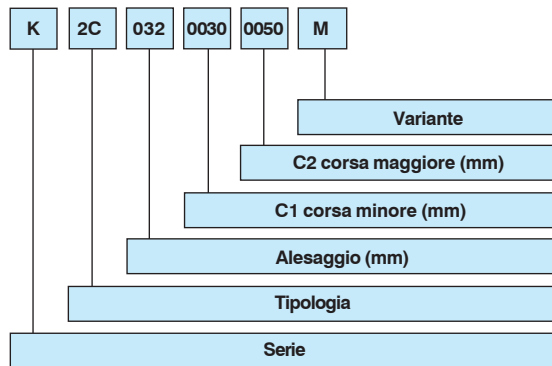 K 2C 032 0030 0050 M
Variante
C2 corsa maggiore (mm)
C1 corsa minore (mm)
Alesaggio (mm)
Tipologia
Serie